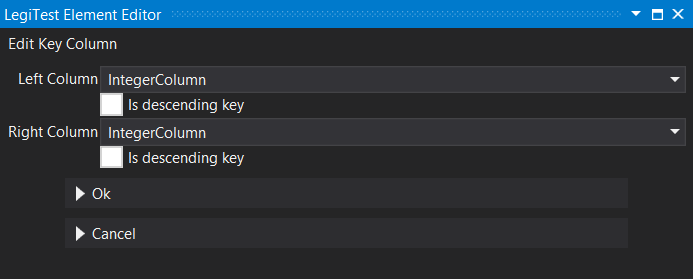 LegiTest Element Editor
Edit Key Column
Left Column IntegerColumn
Is descending key
Right Column IntegerColumn
Is descending key
Ok
Cancel